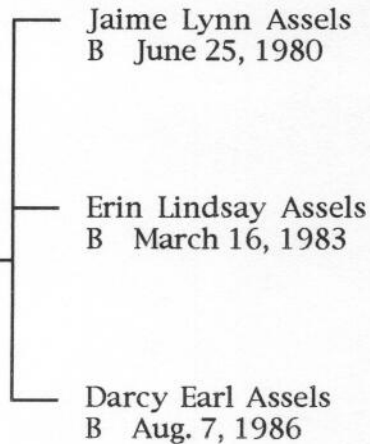 Jaime Lynn Assels
B June 25, 1980
Erin Lindsay Assels
B March 16, 1983
Darcy Earl Assels
B Aug. 7, 1986